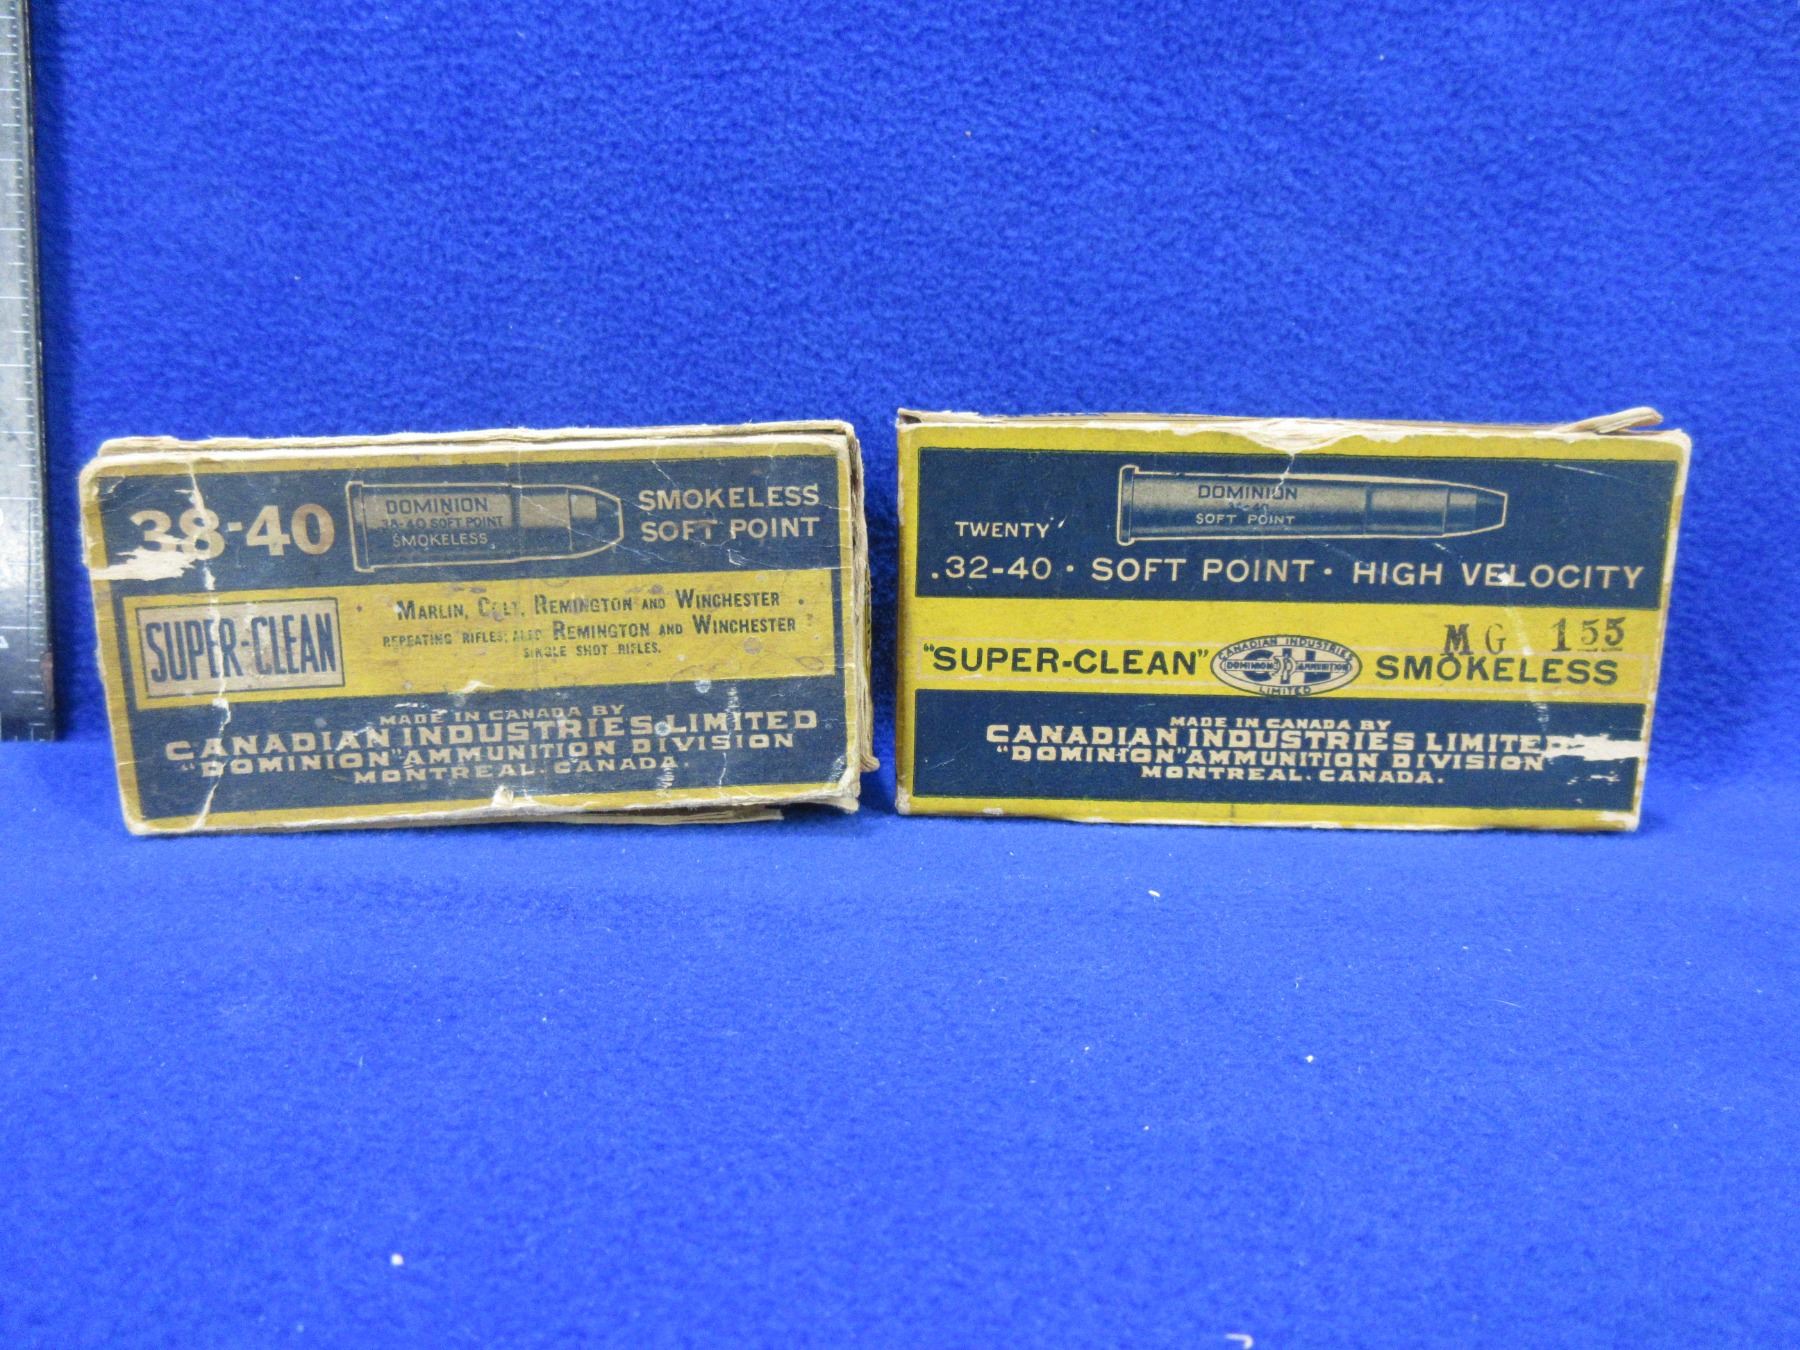 38-40
DOMINION
38-40 SOFT POINT
SMOKELESS
SMOKELESS
SOFT POINT
SUPER-CLEAN
MARLIN, COLT, REMINGTON AND WINCHESTER
REPEATING RIFLES, ALSO REMINGTON AND WINCHESTER
SINGLE SHOT RIFLES.
MADE IN CANADA BY
CANADIAN INDUSTRIES LIMITED
"DOMINION" AMMUNITION DIVISION
MONTREAL. CANADA.
DOMINION
SOFT POINT
TWENTY
.32-40 · SOFT POINT · HIGH VELOCITY
MG 155
"SUPER-CLEAN"
CANADIAN INDUSTRIES
CIL
DOMINION AMMUNITION
LIMITED
SMOKELESS
MADE IN CANADA BY
CANADIAN INDUSTRIES LIMITE
"DOMINION" AMMUNITION DIVISION
MONTREAL. CANADA.